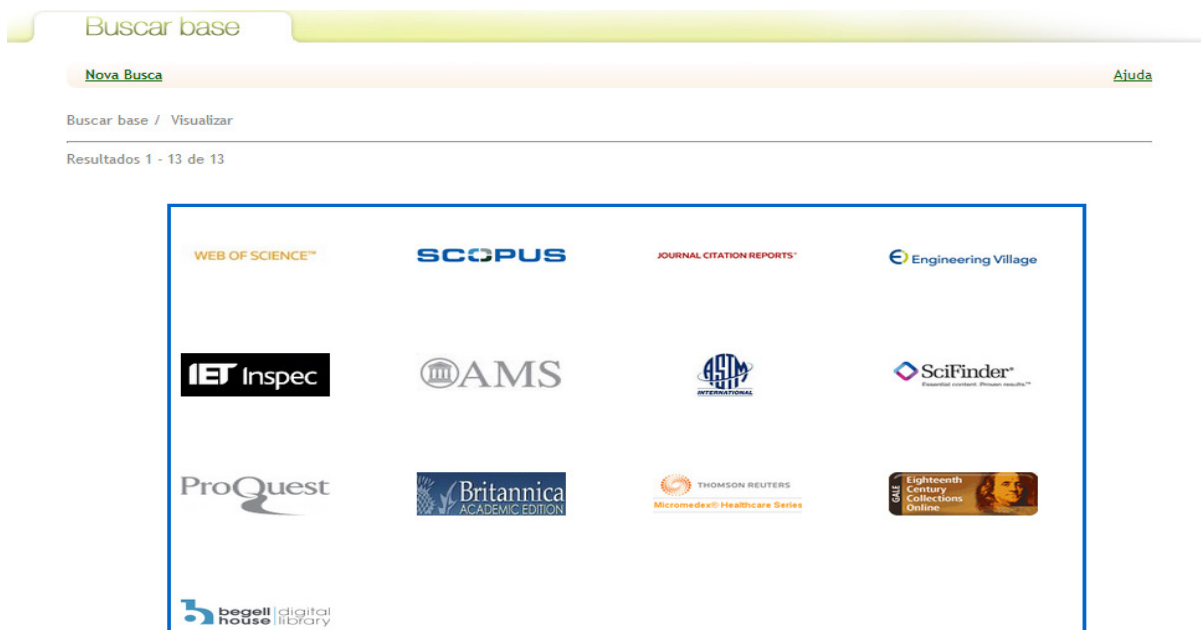 Buscar base
Nova Busca
Ajuda
Buscar base / Visualizar
Resultados 1 - 13 de 13
WEB OF SCIENCE™
SCOPUS
JOURNAL CITATION REPORTS®
Engineering Village
IET Inspec
AMS
ASTM
INTERNATIONAL
SciFinder®
Essential content. Proven results.™
ProQuest
Britannica
ACADEMIC EDITION
THOMSON REUTERS
Micromedex® Healthcare Series
GALE
Eighteenth
Century
Collections
Online
begell digital
house library